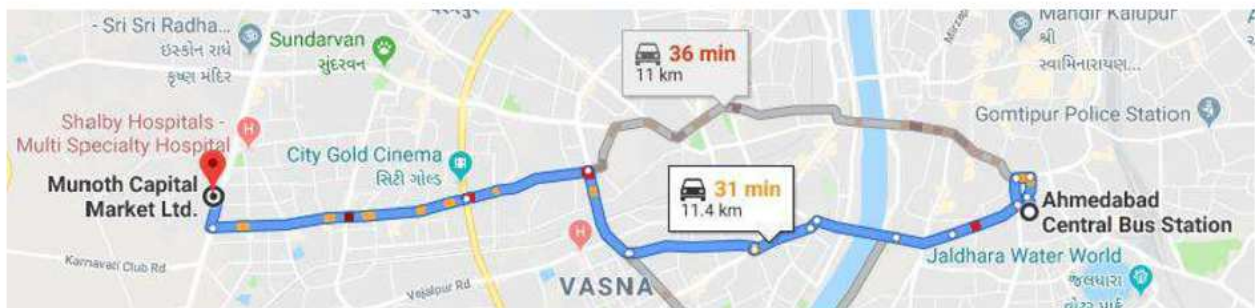 - Sri Sri Radha...
ઇસ્કોન રાધે
કૃષ્ણ મંદિર
Sundarvan
સુંદરવન
36 min
11 km
Mandir Kalupur
શ્રી
સ્વામિનારાયણ...
Gomtipur Police Station
Shalby Hospitals -
Multi Specialty Hospital
City Gold Cinema
સિટી ગોલ્ડ
Munoth Capital
Market Ltd.
31 min
11.4 km
Ahmedabad
Central Bus Station
Karnavati Club Rd
Vejalpur Rd
VASNA
Jaldhara Water World
જલધારા